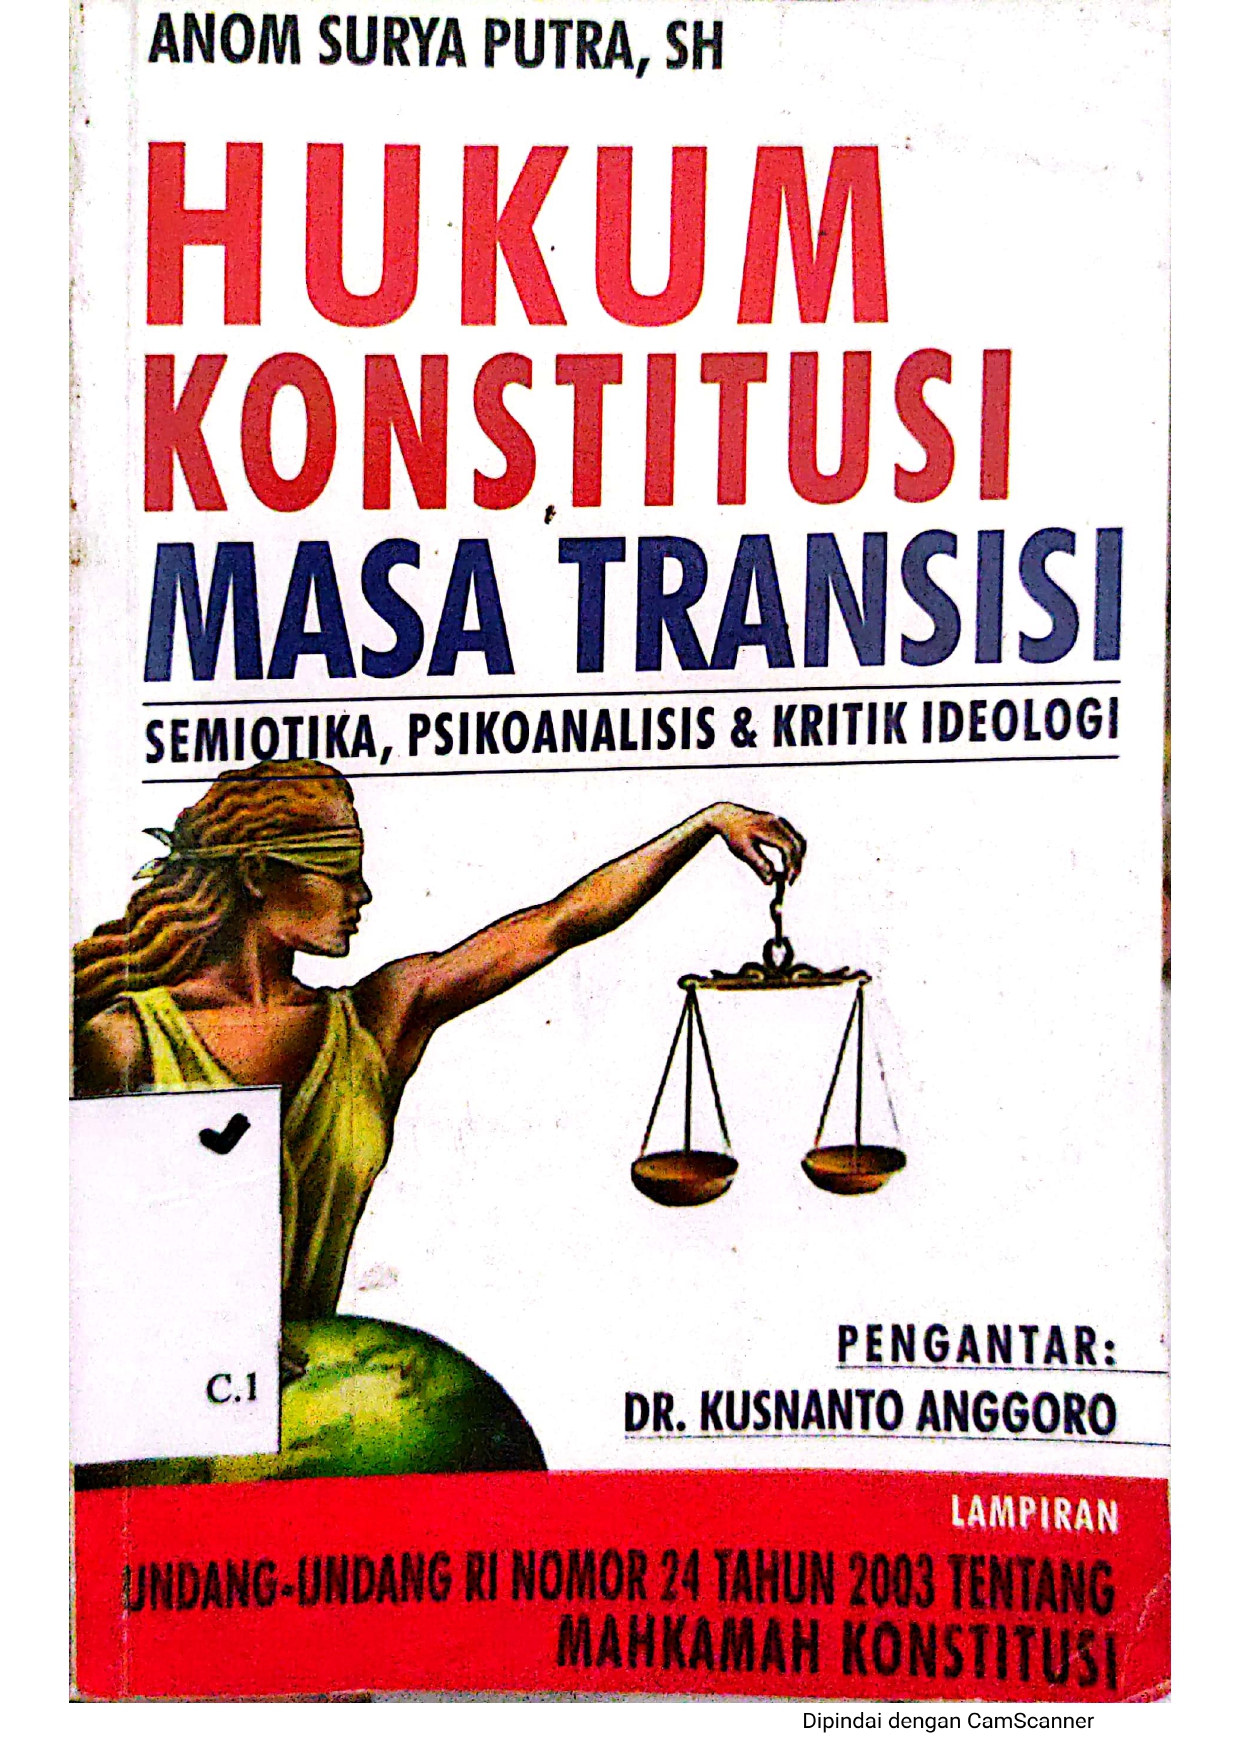 ANOM SURYA PUTRA, SH
HUKUM
KONSTITUSI
MASA TRANSISI
SEMIOTIKA, PSIKOANALISIS & KRITIK IDEOLOGI
C.1
PENGANTAR:
DR. KUSNANTO ANGGORO
LAMPIRAN
UNDANG-UNDANG RI NOMOR 24 TAHUN 2003 TENTANG
MAHKAMAH KONSTITUSI
Dipindai dengan CamScanner